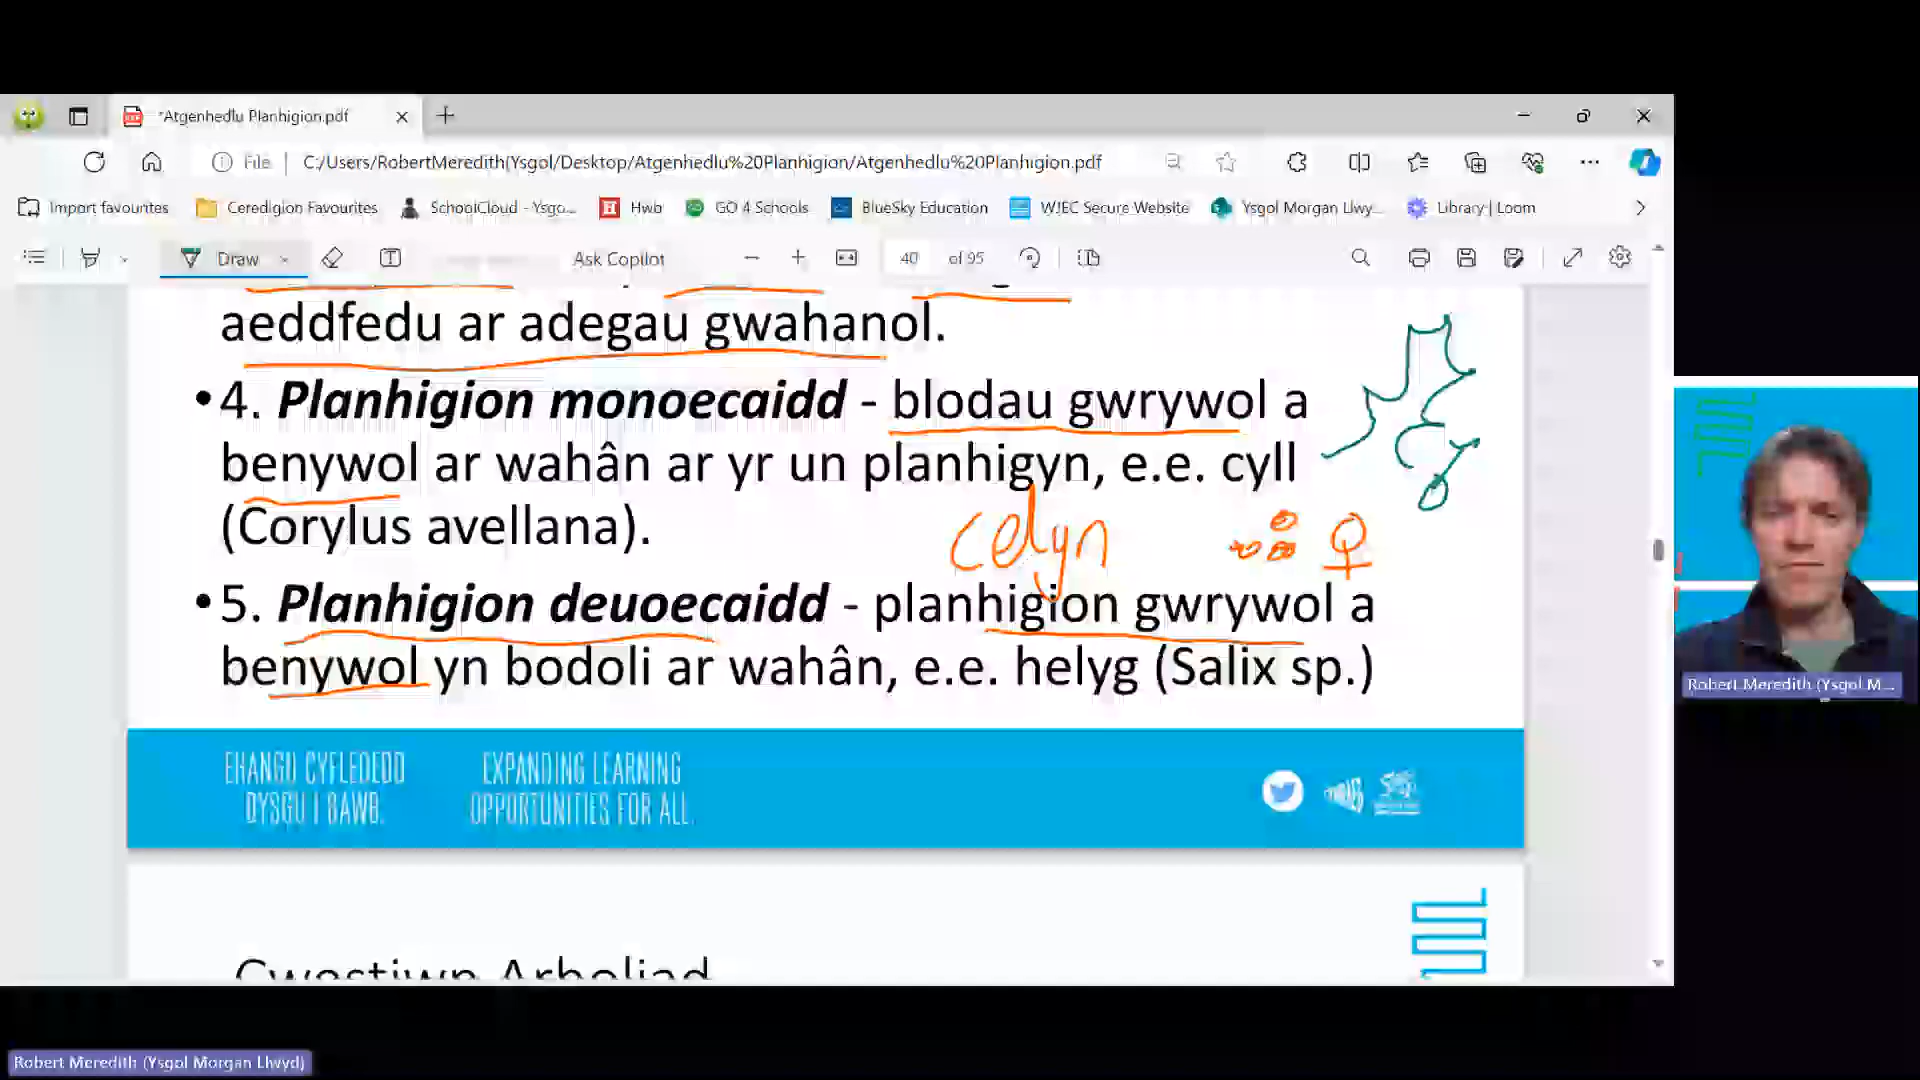 *Atgenhedlu Planhigion.pdf
File | C:/Users/RobertMeredith(Ysgol/Desktop/Atgenhedlu%20Planhigion/Atgenhedlu%20Planhigion.pdf
Import favourites Ceredigion Favourites SchoolCloud - Ysgo... Hwb GO 4 Schools BlueSky Education WJEC Secure Website Ysgol Morgan Llwy... Library | Loom
Draw Ask Copilot 40 of 95
aeddfedu ar adegau gwahanol.
•4. Planhigion monoecaidd - blodau gwrywol a
benywol ar wahân ar yr un planhigyn, e.e. cyll
(Corylus avellana).
celyn ♀
•5. Planhigion deuoecaidd - planhigion gwrywol a
benywol yn bodoli ar wahân, e.e. helyg (Salix sp.)
EHANGU CYFLEDEDD EXPANDING LEARNING
DYSGU I BAWB. OPPORTUNITIES FOR ALL.
Cwestiwn Arholiad
Robert Meredith (Ysgol M...
Robert Meredith (Ysgol Morgan Llwyd)